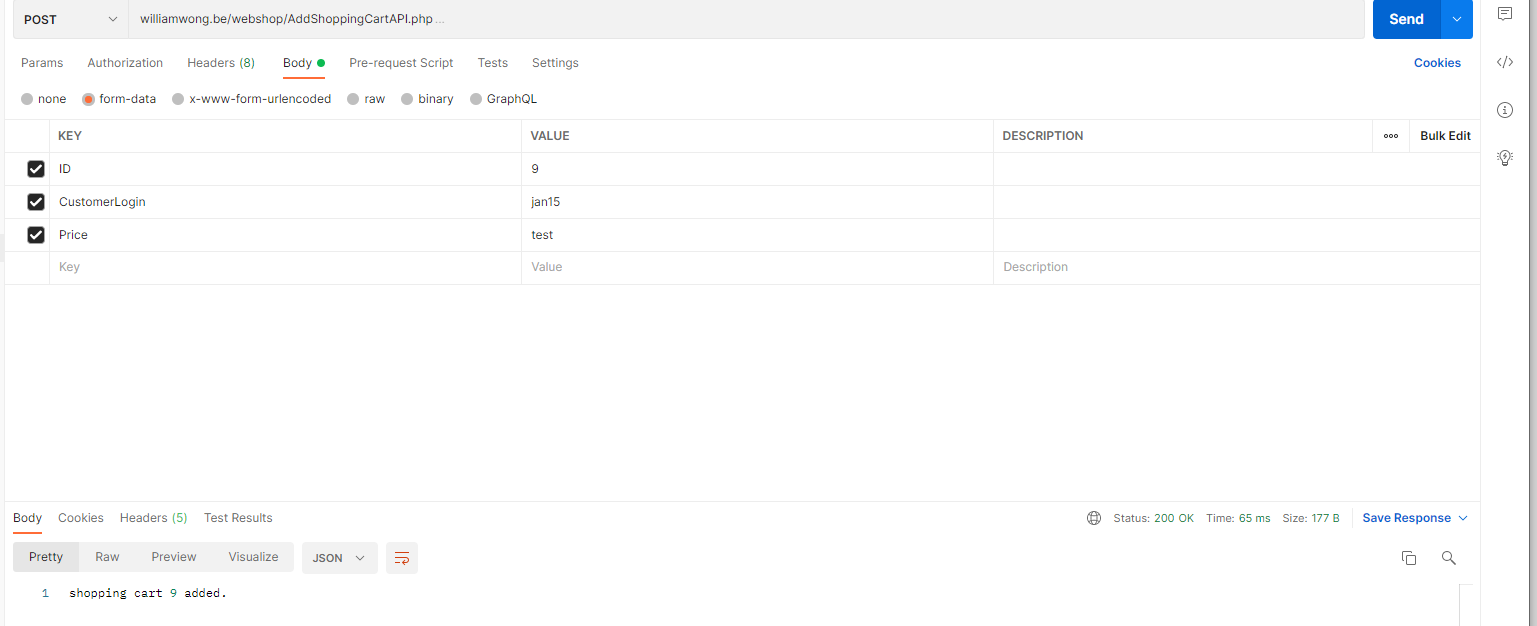 POST williamwong.be/webshop/AddShoppingCartAPI.php ... Send
Params Authorization Headers (8) Body Pre-request Script Tests Settings Cookies
none form-data x-www-form-urlencoded raw binary GraphQL
KEY VALUE DESCRIPTION ooo Bulk Edit
ID 9
CustomerLogin jan15
Price test
Key Value Description
Body Cookies Headers (5) Test Results Status: 200 OK Time: 65 ms Size: 177 B Save Response
Pretty Raw Preview Visualize JSON
1 shopping cart 9 added.